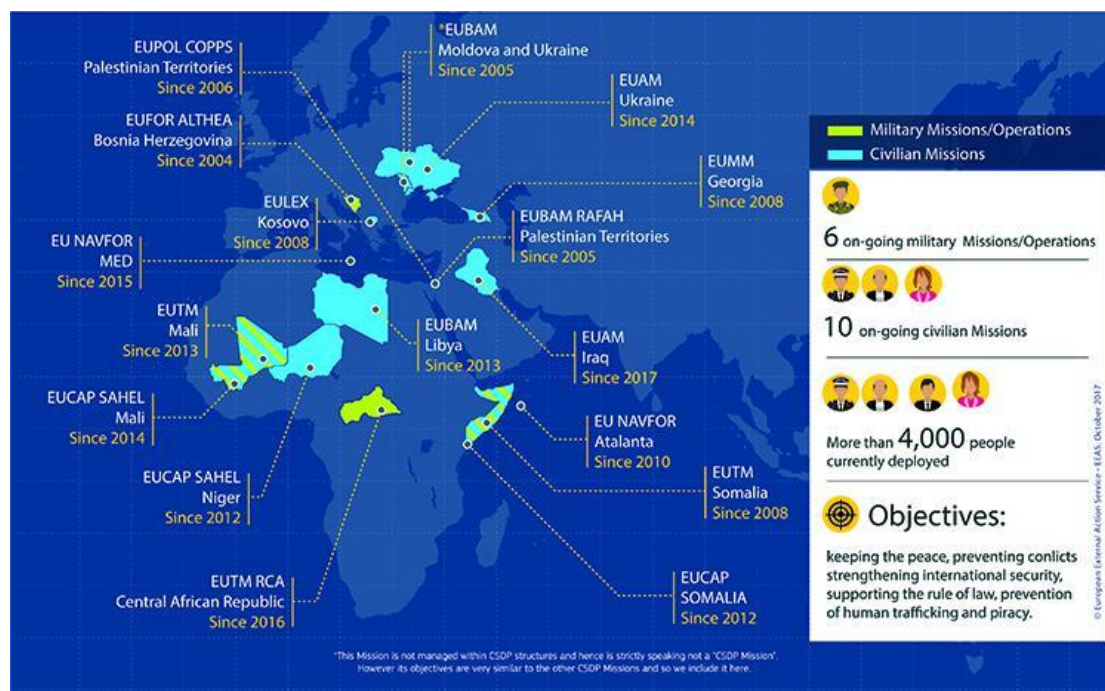 *EUBAM
Moldova and Ukraine
Since 2005
EUPOL COPPS
Palestinian Territories
Since 2006
EUAM
Ukraine
Since 2014
EUFOR ALTHEA
Bosnia Herzegovina
Since 2004
EUMM
Georgia
Since 2008
EULEX
Kosovo
Since 2008
EUBAM RAFAH
Palestinian Territories
Since 2005
EU NAVFOR
MED
Since 2015
EUTM
Mali
Since 2013
EUBAM
Libya
Since 2013
EUAM
Iraq
Since 2017
EUCAP SAHEL
Mali
Since 2014
EU NAVFOR
Atalanta
Since 2010
EUCAP SAHEL
Niger
Since 2012
EUTM
Somalia
Since 2008
EUTM RCA
Central African Republic
Since 2016
EUCAP
SOMALIA
Since 2012
Military Missions/Operations
Civilian Missions
6 on-going military Missions/Operations
10 on-going civilian Missions
More than 4,000 people
currently deployed
Objectives:
keeping the peace, preventing conlicts
strengthening international security,
supporting the rule of law, prevention
of human trafficking and piracy.
© European External Action Service - EEAS. October 2017
*This Mission is not managed within CSDP structures and hence is strictly speaking not a "CSDP Mission".
However its objectives are very similar to the other CSDP Missions and so we include it here.